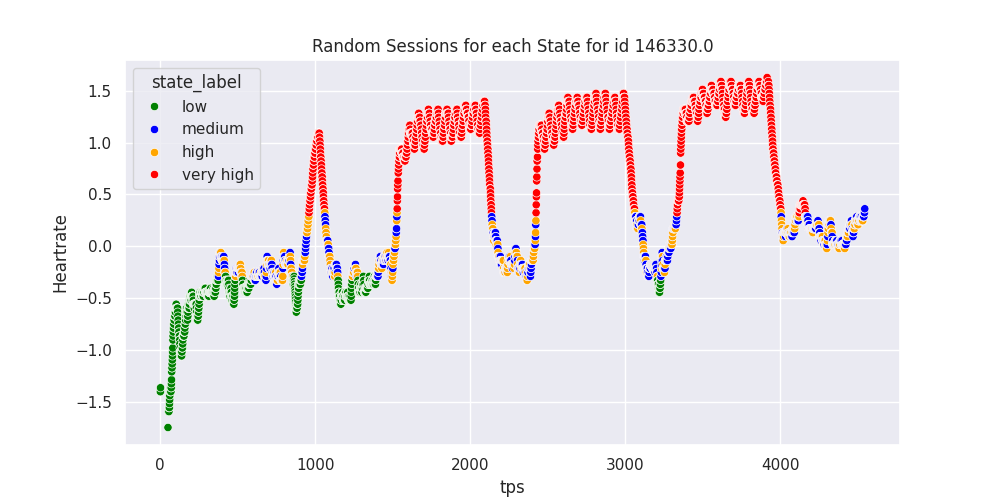 Random Sessions for each State for id 146330.0
state_label
low
medium
high
very high
1.5
1.0
0.5
0.0
−0.5
−1.0
−1.5
Heartrate
0
1000
2000
3000
4000
tps